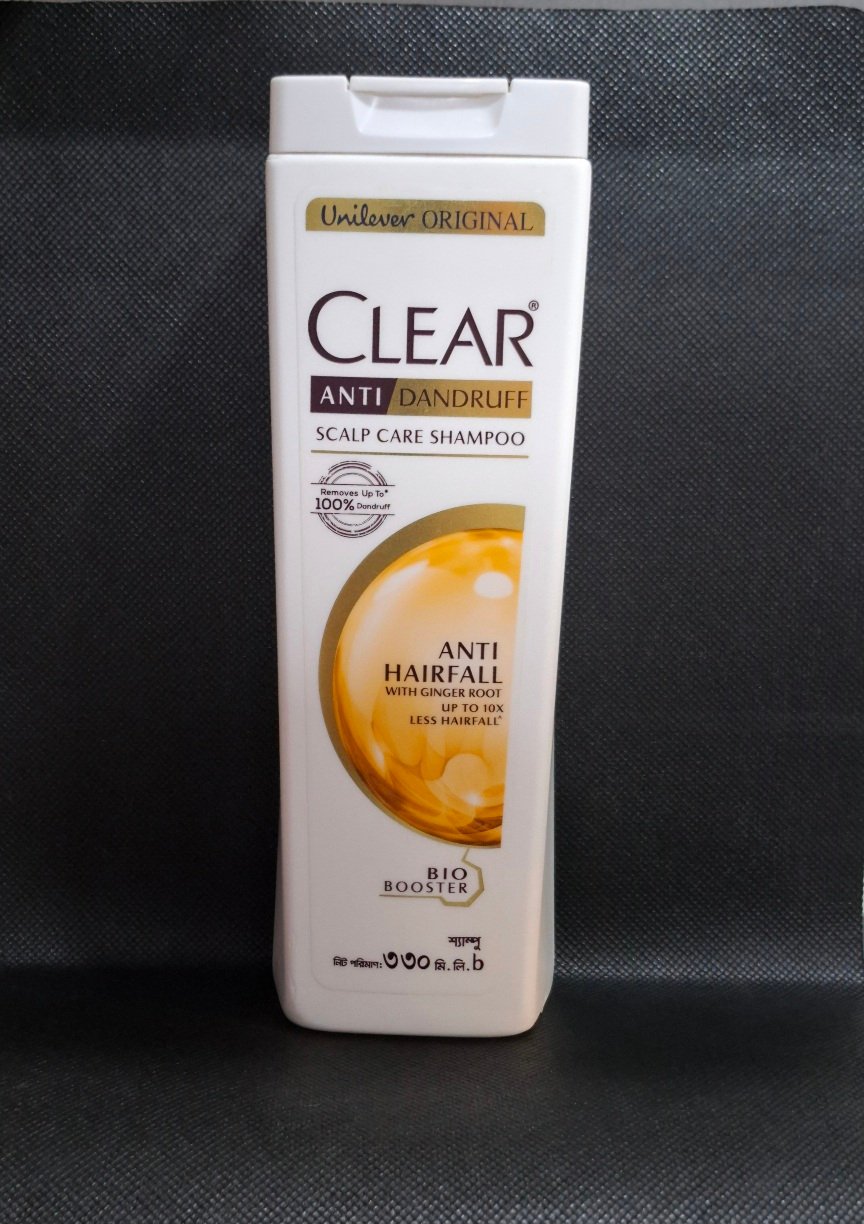 Unilever ORIGINAL
CLEAR®
ANTI DANDRUFF
SCALP CARE SHAMPOO
Removes Up To*
100% Dandruff
ANTI
HAIRFALL
WITH GINGER ROOT
UP TO 10X
LESS HAIRFALL^
BIO
BOOSTER
শ্যাম্পু
নিট পরিমাণ: ৩৩০ মি. লি. b